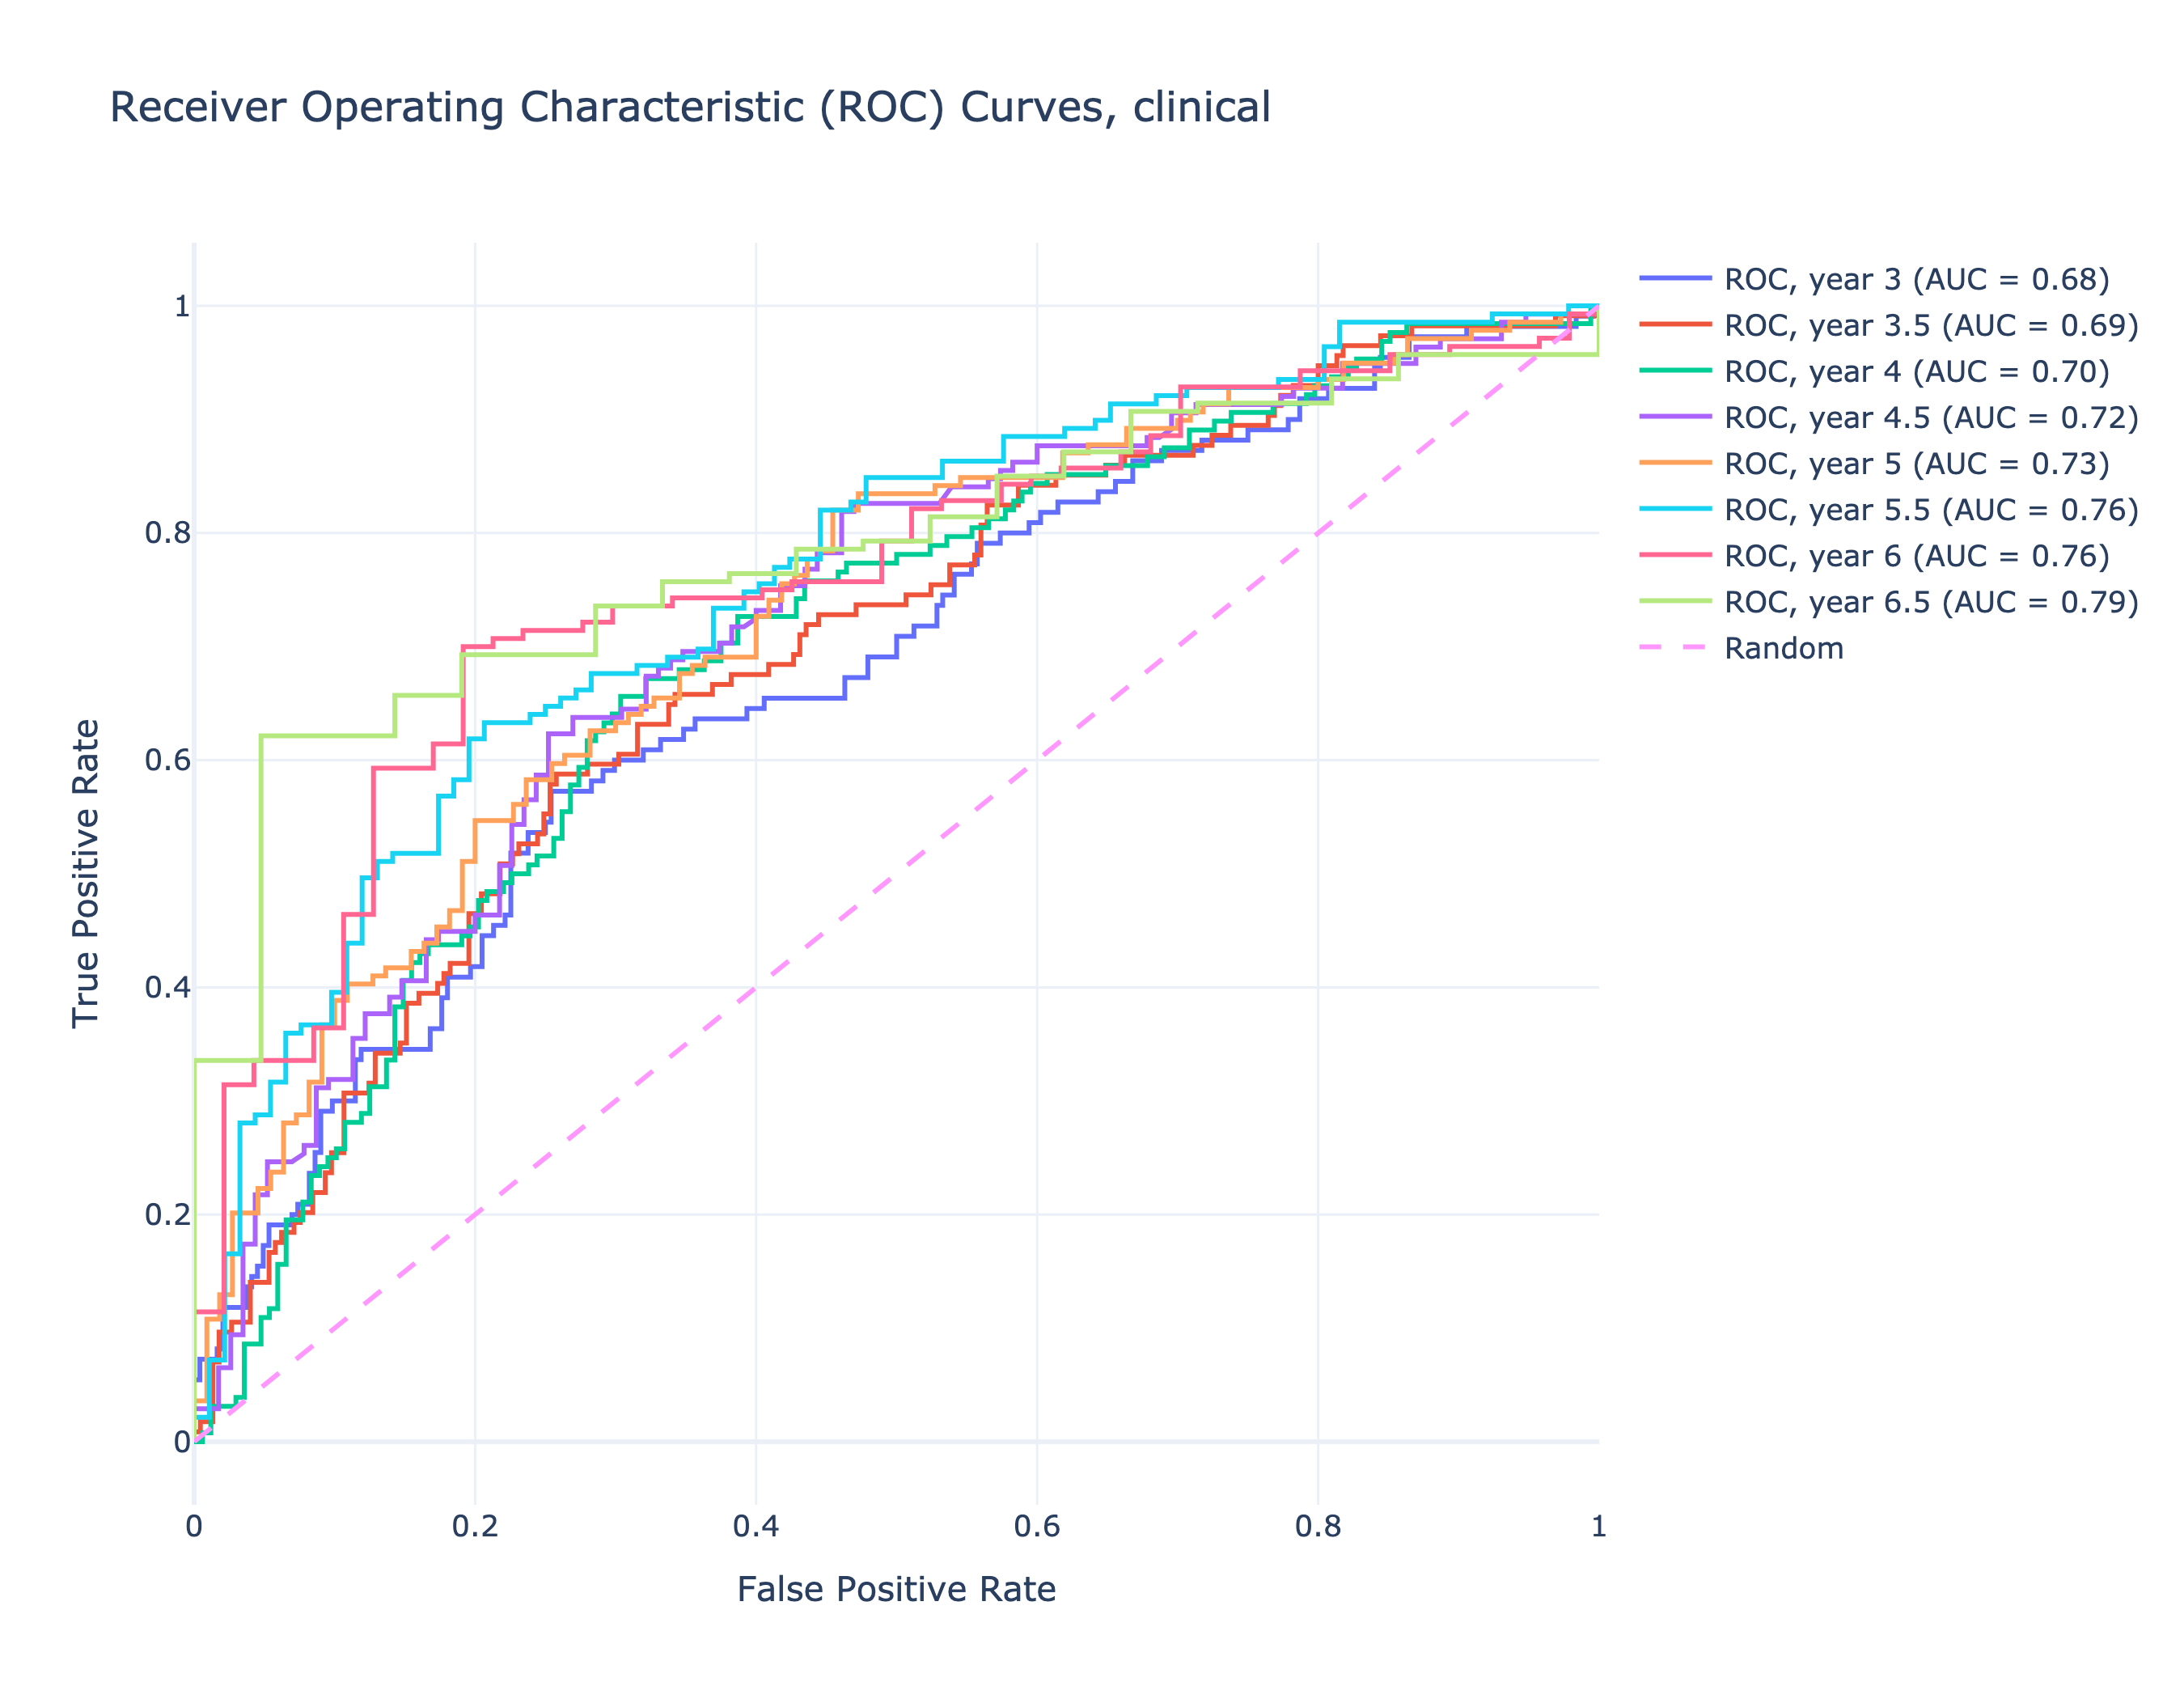 Receiver Operating Characteristic (ROC) Curves, clinical
ROC, year 3 (AUC = 0.68)
ROC, year 3.5 (AUC = 0.69)
ROC, year 4 (AUC = 0.70)
ROC, year 4.5 (AUC = 0.72)
ROC, year 5 (AUC = 0.73)
ROC, year 5.5 (AUC = 0.76)
ROC, year 6 (AUC = 0.76)
ROC, year 6.5 (AUC = 0.79)
Random
True Positive Rate
1
0.8
0.6
0.4
0.2
0
0 0.2 0.4 0.6 0.8 1
False Positive Rate